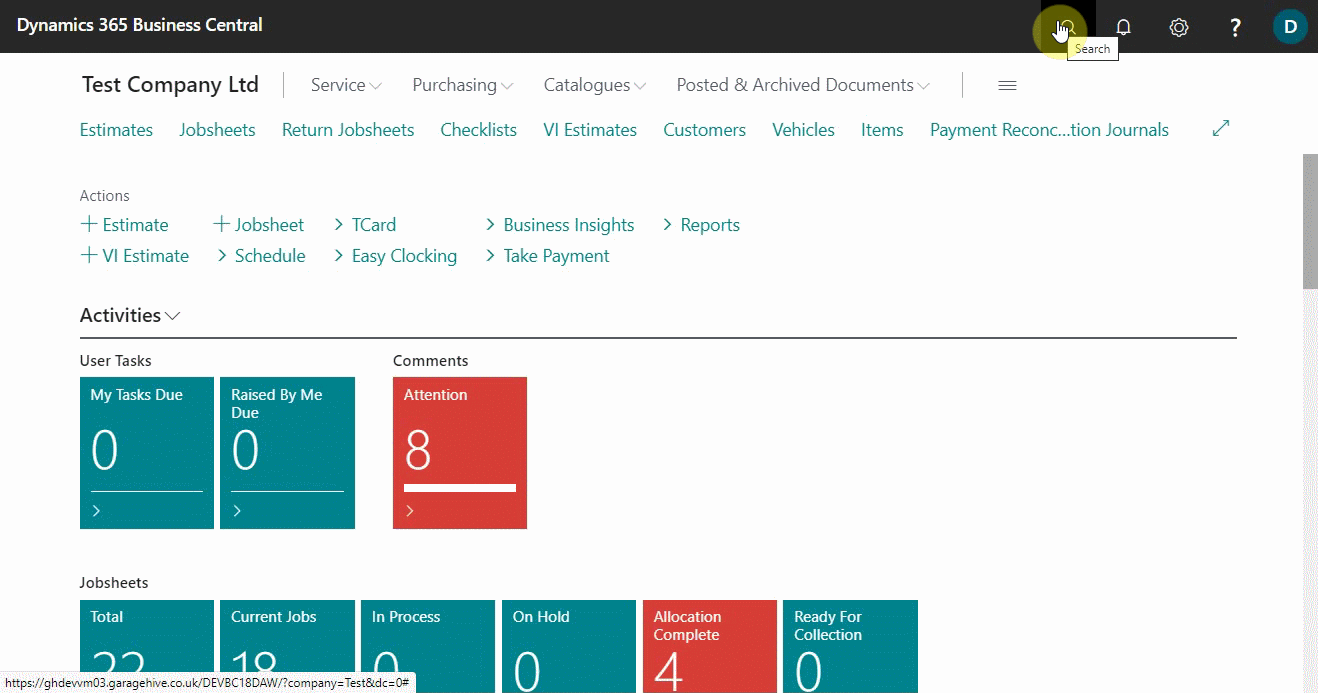 Dynamics 365 Business Central
? D
Search
Test Company Ltd Service Purchasing Catalogues Posted & Archived Documents
Estimates Jobsheets Return Jobsheets Checklists VI Estimates Customers Vehicles Items Payment Reconc...tion Journals
Actions
+ Estimate + Jobsheet > TCard > Business Insights > Reports
+ VI Estimate > Schedule > Easy Clocking > Take Payment
Activities
User Tasks Comments
My Tasks Due Raised By Me Due Attention
0 0 8
Jobsheets
Total Current Jobs In Process On Hold Allocation Complete Ready For Collection
22 18 0 0 4 0
https://ghdevvm03.garagehive.co.uk/DEVBC18DAW/?company=Test&dc=0#